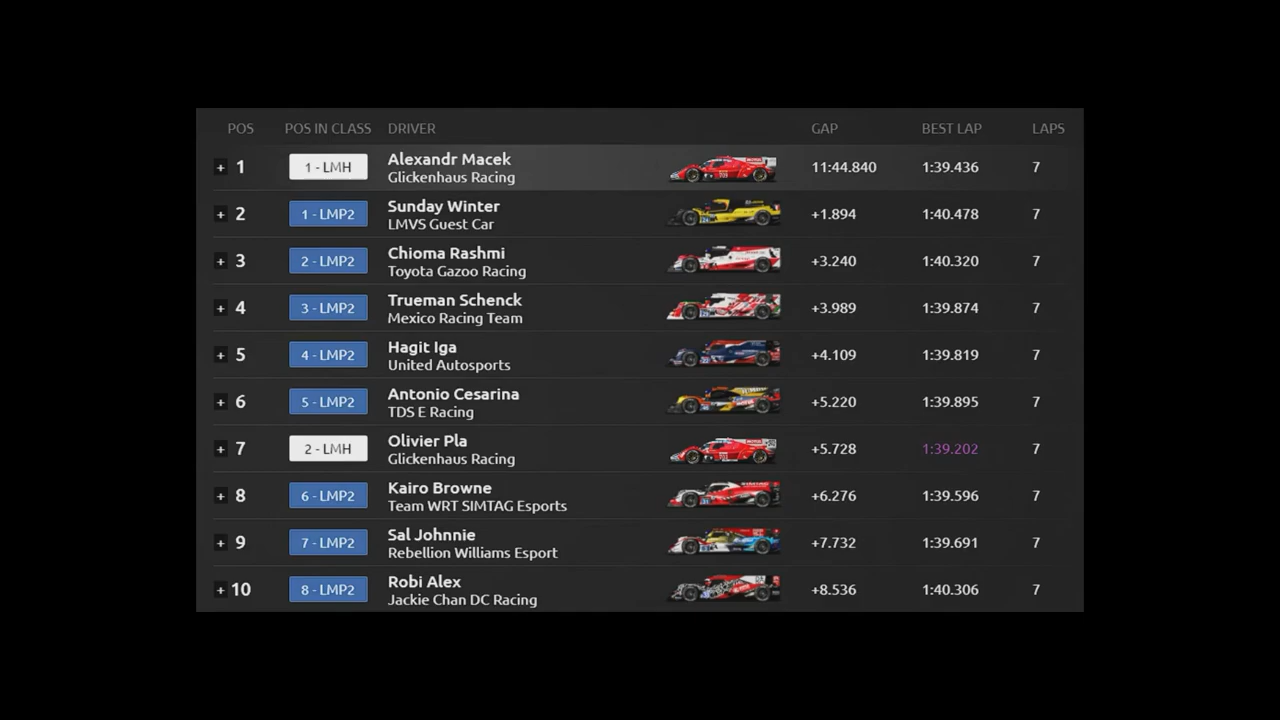 POS POS IN CLASS DRIVER GAP BEST LAP LAPS
+ 1 1 - LMH Alexandr Macek 11:44.840 1:39.436 7
Glickenhaus Racing
+ 2 1 - LMP2 Sunday Winter +1.894 1:40.478 7
LMVS Guest Car
+ 3 2 - LMP2 Chioma Rashmi +3.240 1:40.320 7
Toyota Gazoo Racing
+ 4 3 - LMP2 Trueman Schenck +3.989 1:39.874 7
Mexico Racing Team
+ 5 4 - LMP2 Hagit Iga +4.109 1:39.819 7
United Autosports
+ 6 5 - LMP2 Antonio Cesarina +5.220 1:39.895 7
TDS E Racing
+ 7 2 - LMH Olivier Pla +5.728 1:39.202 7
Glickenhaus Racing
+ 8 6 - LMP2 Kairo Browne +6.276 1:39.596 7
Team WRT SIMTAG Esports
+ 9 7 - LMP2 Sal Johnnie +7.732 1:39.691 7
Rebellion Williams Esport
+ 10 8 - LMP2 Robi Alex +8.536 1:40.306 7
Jackie Chan DC Racing